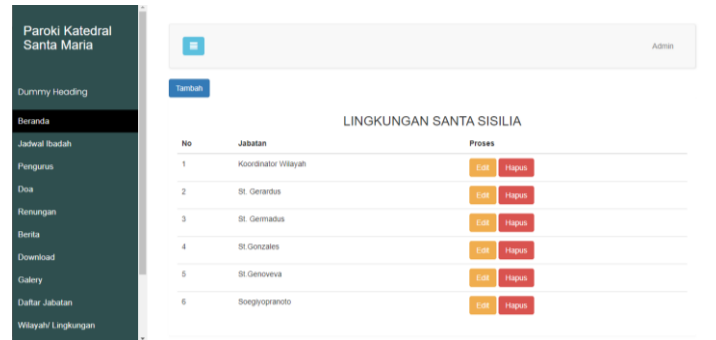 Paroki Katedral
Santa Maria
Admin
Dummy Heading
Tambah
Beranda
LINGKUNGAN SANTA SISILIA
Jadwal Ibadah
Pengurus
Doa
Renungan
Berita
Download
Galery
Daftar Jabatan
Wilayah/ Lingkungan
No Jabatan Proses
1 Koordinator Wilayah Edit Hapus
2 St. Gerardus Edit Hapus
3 St. Germadus Edit Hapus
4 St.Gonzales Edit Hapus
5 St.Genoveva Edit Hapus
6 Soegiyopranoto Edit Hapus